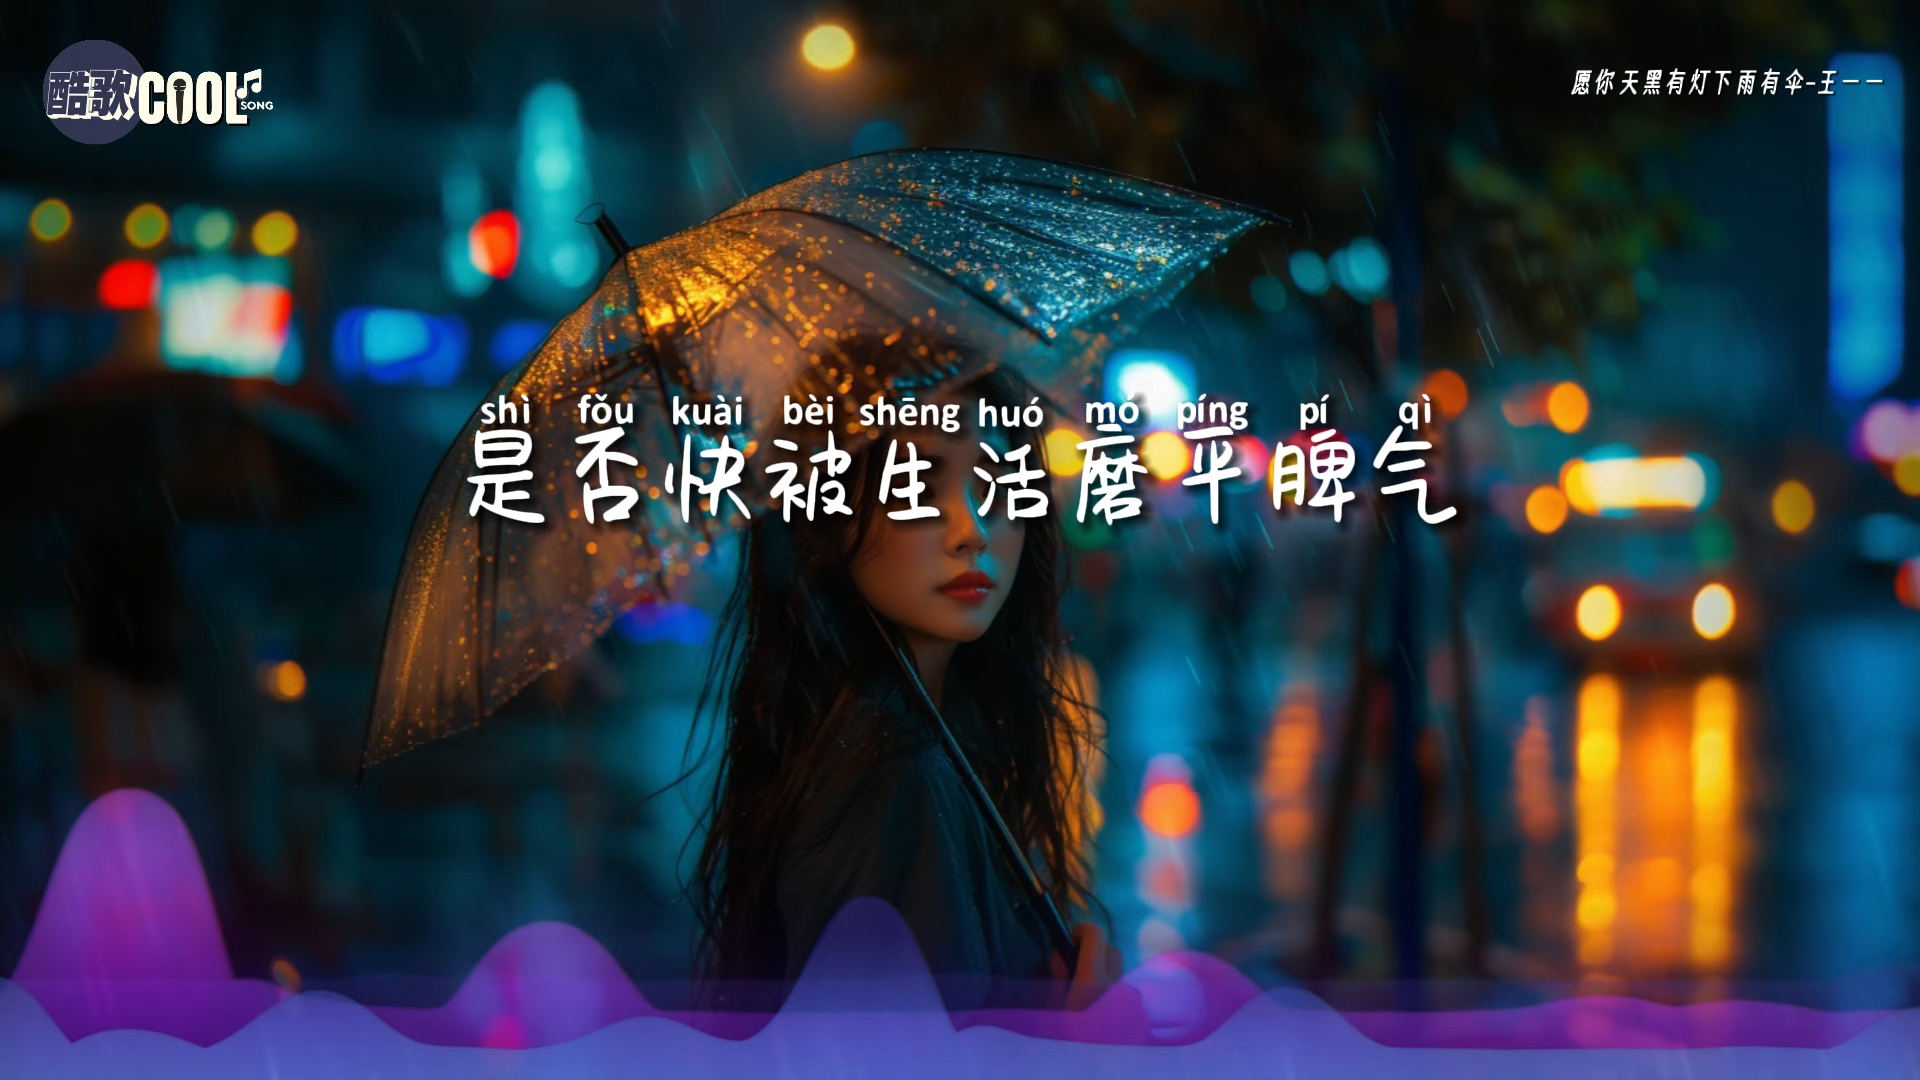 酷歌COOL
SONG
愿你天黑有灯下雨有伞-王一一
shì fǒu kuài bèi shēng huó mó píng pí qì
是否快被生活磨平脾气